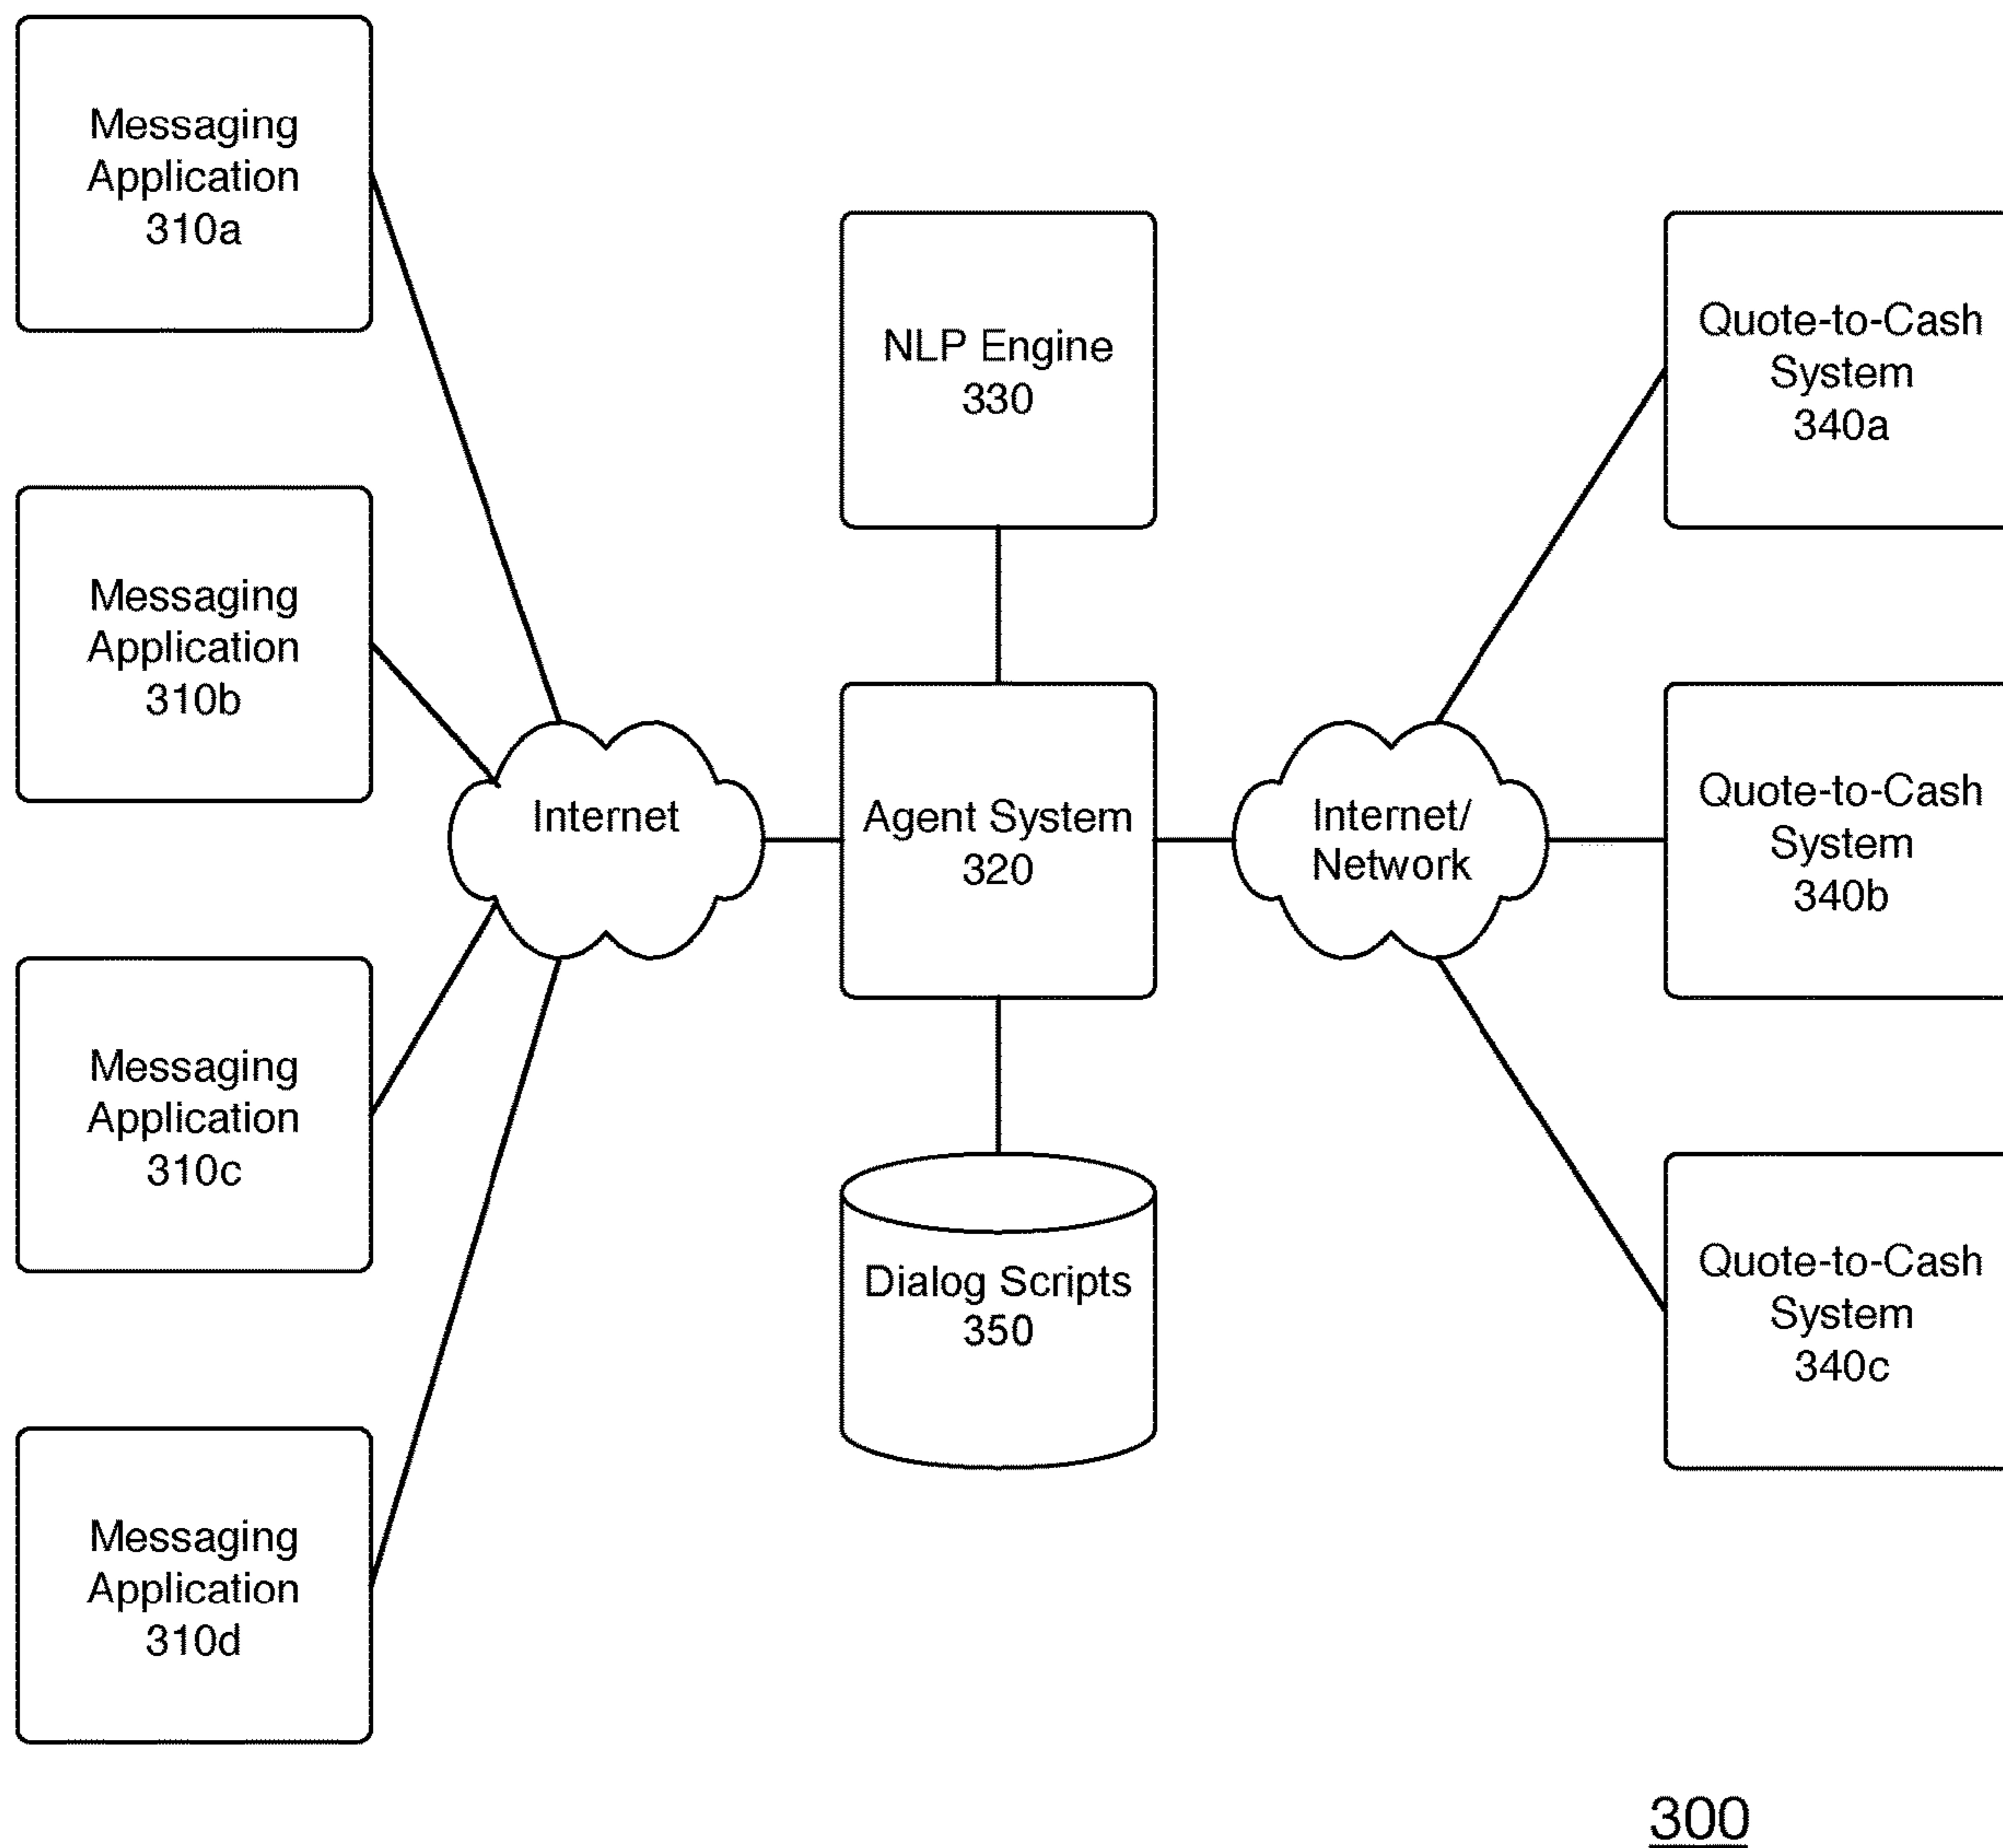 Messaging
Application
310a
Messaging
Application
310b
Messaging
Application
310c
Messaging
Application
310d
Internet
NLP Engine
330
Agent System
320
Dialog Scripts
350
Internet/
Network
Quote-to-Cash
System
340a
Quote-to-Cash
System
340b
Quote-to-Cash
System
340c
300